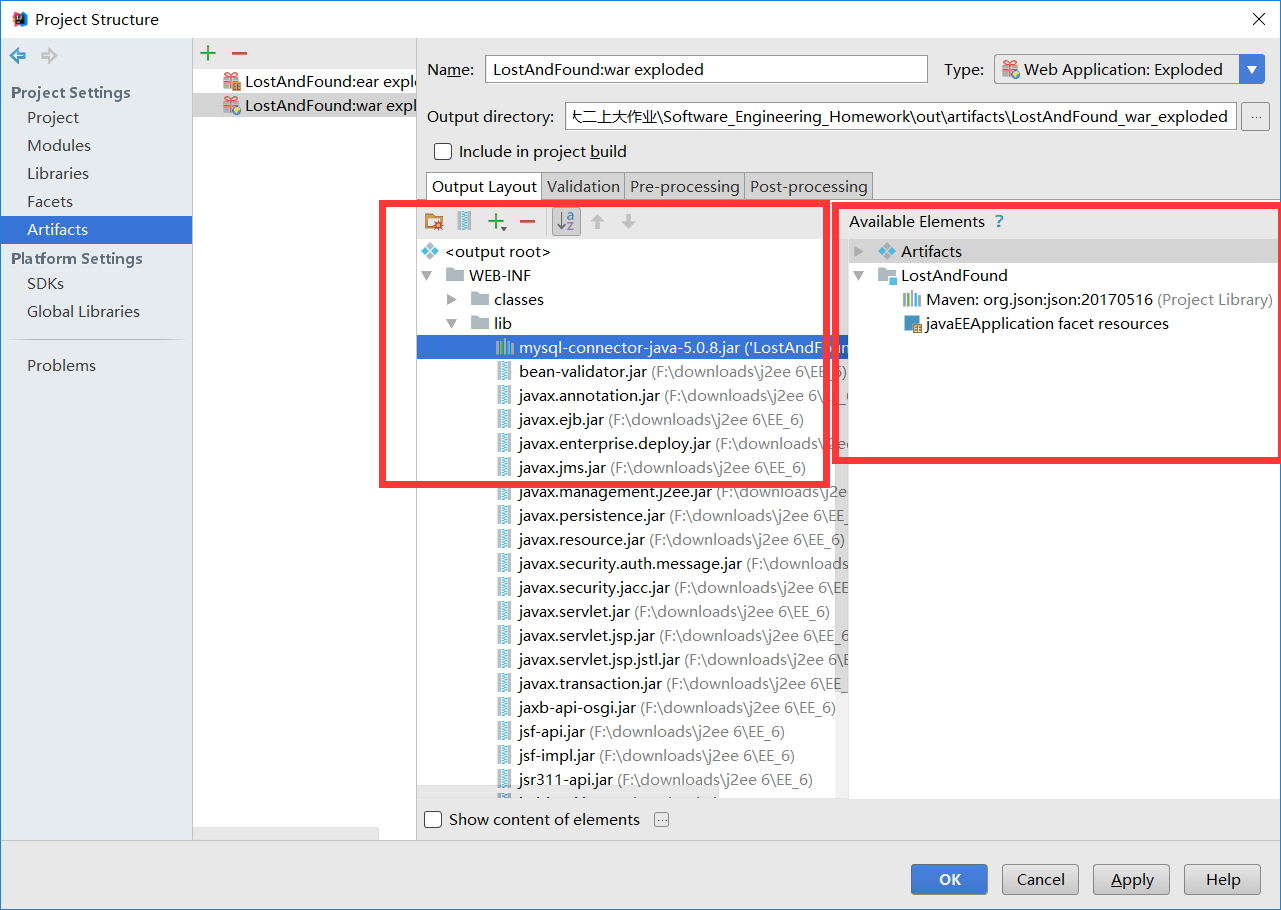 Project Structure
Project Settings
Project
Modules
Libraries
Facets
Artifacts
Platform Settings
SDKs
Global Libraries
Problems
LostAndFound:ear explo
LostAndFound:war expl
Name: LostAndFound:war exploded Type: Web Application: Exploded
Output directory: 二上大作业\Software_Engineering_Homework\out\artifacts\LostAndFound_war_exploded ...
Include in project build
Output Layout Validation Pre-processing Post-processing
<output root>
WEB-INF
classes
lib
mysql-connector-java-5.0.8.jar ('LostAndFoun
bean-validator.jar (F:\downloads\j2ee 6\EE_6)
javax.annotation.jar (F:\downloads\j2ee 6\EE_6
javax.ejb.jar (F:\downloads\j2ee 6\EE_6)
javax.enterprise.deploy.jar (F:\downloads\j2ee
javax.jms.jar (F:\downloads\j2ee 6\EE_6)
javax.management.j2ee.jar (F:\downloads\j2ee
javax.persistence.jar (F:\downloads\j2ee 6\EE_
javax.resource.jar (F:\downloads\j2ee 6\EE_6)
javax.security.auth.message.jar (F:\downloads
javax.security.jacc.jar (F:\downloads\j2ee 6\EE
javax.servlet.jar (F:\downloads\j2ee 6\EE_6)
javax.servlet.jsp.jar (F:\downloads\j2ee 6\EE_6
javax.servlet.jsp.jstl.jar (F:\downloads\j2ee 6\E
javax.transaction.jar (F:\downloads\j2ee 6\EE_
jaxb-api-osgi.jar (F:\downloads\j2ee 6\EE_6)
jsf-api.jar (F:\downloads\j2ee 6\EE_6)
jsf-impl.jar (F:\downloads\j2ee 6\EE_6)
jsr311-api.jar (F:\downloads\j2ee 6\EE_6)
Available Elements ?
Artifacts
LostAndFound
Maven: org.json:json:20170516 (Project Library)
javaEEApplication facet resources
Show content of elements ...
OK Cancel Apply Help